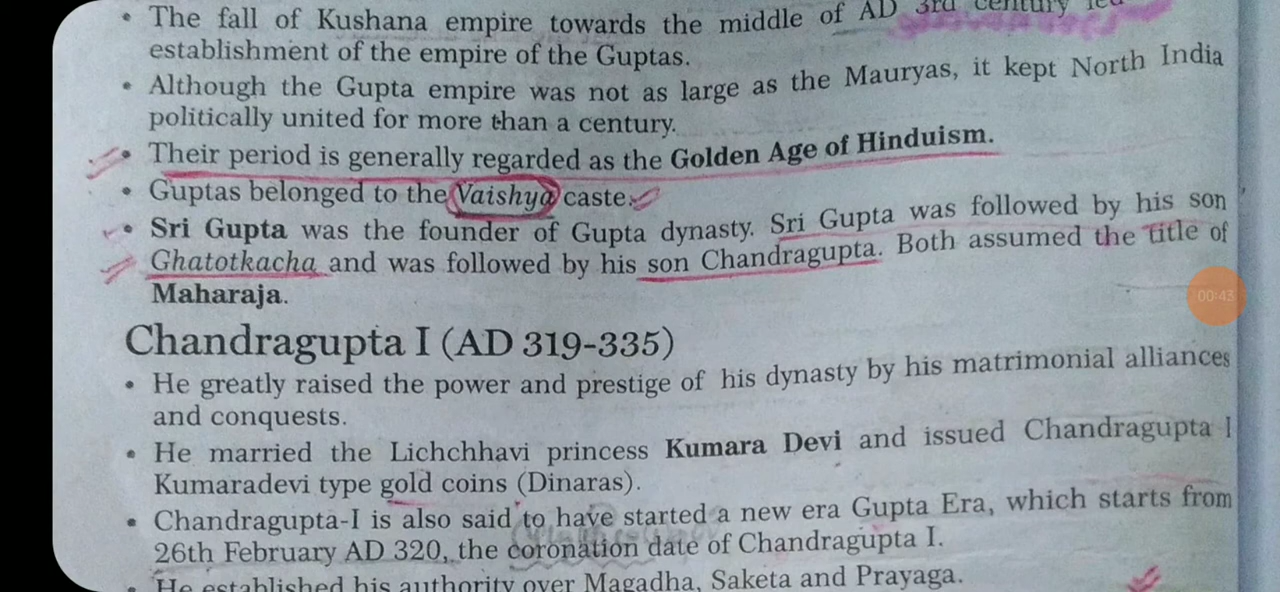 • The fall of Kushana empire towards the middle of AD 3rd century led
establishment of the empire of the Guptas.
• Although the Gupta empire was not as large as the Mauryas, it kept North India
politically united for more than a century.
• Their period is generally regarded as the Golden Age of Hinduism.
• Guptas belonged to the Vaishya caste.
• Sri Gupta was the founder of Gupta dynasty. Sri Gupta was followed by his son
Ghatotkacha and was followed by his son Chandragupta. Both assumed the title of
Maharaja.
Chandragupta I (AD 319-335)
• He greatly raised the power and prestige of his dynasty by his matrimonial alliances
and conquests.
• He married the Lichchhavi princess Kumara Devi and issued Chandragupta I
Kumaradevi type gold coins (Dinaras).
• Chandragupta-I is also said to have started a new era Gupta Era, which starts from
26th February AD 320, the coronation date of Chandragupta I.
• He established his authority over Magadha, Saketa and Prayaga.
00:43